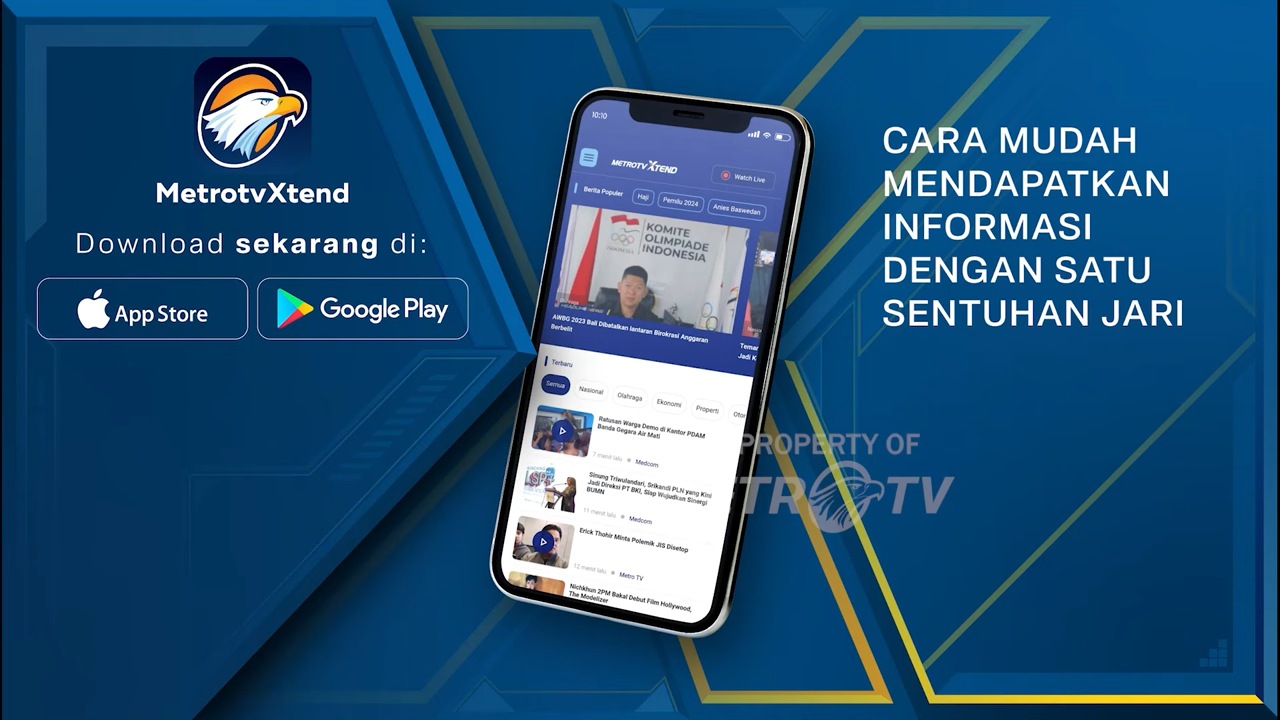 MetrotvXtend
Download sekarang di:
App Store
Google Play
10:10
METROTV XTEND
Watch Live
Berita Populer
Haji
Pemilu 2024
Anies Baswedan
KOMITE
OLIMPIADE
INDONESIA
AWBG 2023 Bali Dibatalkan lantaran Birokrasi Anggaran
Berbelit
Temar
Jadi K
Terbaru
Semua
Nasional
Olahraga
Ekonomi
Properti
Otor
Ratusan Warga Demo di Kantor PDAM
Banda Gegara Air Mati
7 menit lalu
Medcom
Sinung Triwulandari, Srikandi PLN yang Kini
Jadi Direksi PT BKI, Siap Wujudkan Sinergi
BUMN
11 menit lalu
Medcom
Erick Thohir Minta Polemik JIS Disetop
12 menit lalu
Metro TV
Nichkhun 2PM Bakal Debut Film Hollywood,
The Modelizer
CARA MUDAH
MENDAPATKAN
INFORMASI
DENGAN SATU
SENTUHAN JARI
PROPERTY OF
TRO TV